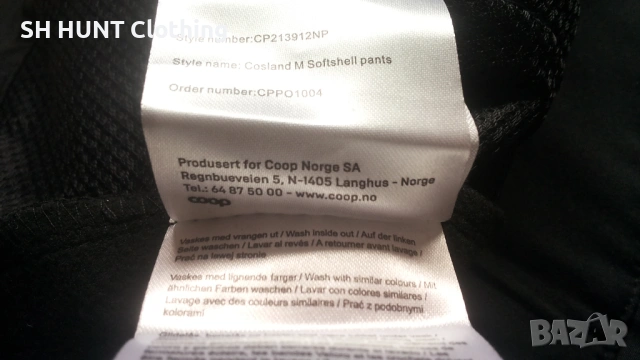 SH HUNT Clothing
Style number:CP213912NP
Style name: Cosland M Softshell pants
Order number:CPPO1004
Produsert for Coop Norge SA
Regnbueveien 5, N-1405 Langhus - Norge
Tel.: 64 87 50 00 - www.coop.no
coop
Vaskes med vrangen ut / Wash inside out / Auf der linken
Seite waschen / Lavar al revés / A retourner avant lavage /
Prać na lewej stronie
Vaskes med lignende farger / Wash with similar colours / Mit
ähnlichen Farben waschen / Lavar con colores similares /
Lavage avec des couleurs similaires / Prać z podobnymi
kolorami
BAZAR